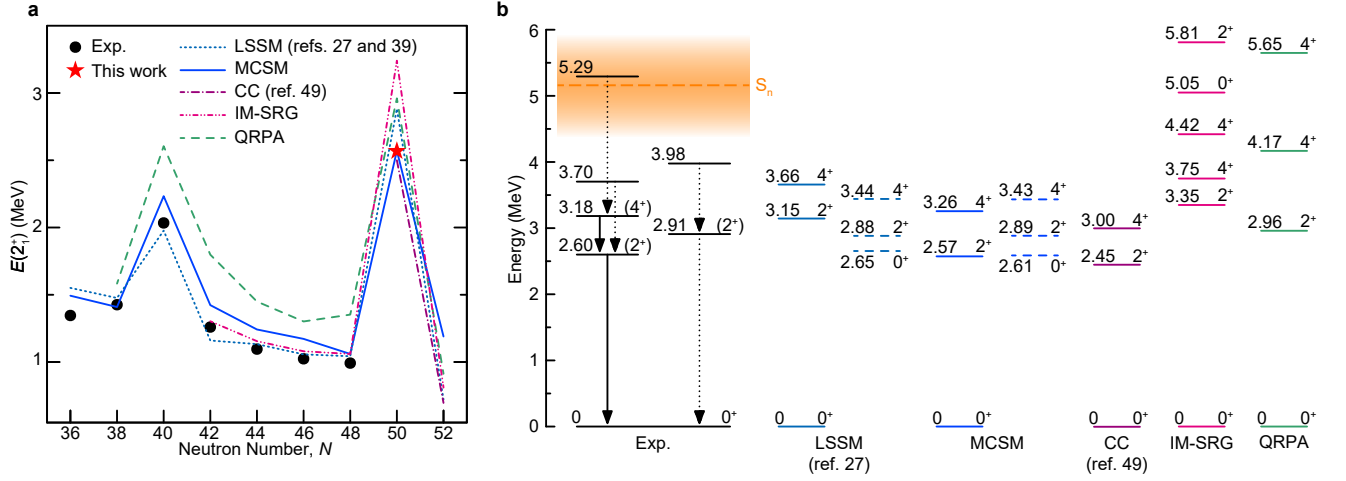 a
Exp.
This work
LSSM (refs. 27 and 39)
MCSM
CC (ref. 49)
IM-SRG
QRPA
E(2⁺₁) (MeV)
3
2
1
36 38 40 42 44 46 48 50 52
Neutron Number, N
b
Energy (MeV)
6
5
4
3
2
1
0
Sn
5.29
3.70
3.98
3.18 (4⁺)
2.91 (2⁺)
2.60 (2⁺)
0 0⁺
Exp.
3.66 4⁺
3.15 2⁺
3.44 4⁺
2.88 2⁺
2.65 0⁺
0 0⁺
LSSM
(ref. 27)
3.26 4⁺
2.57 2⁺
3.43 4⁺
2.89 2⁺
2.61 0⁺
0 0⁺
MCSM
3.00 4⁺
2.45 2⁺
0 0⁺
CC
(ref. 49)
5.81 2⁺
5.05 0⁺
4.42 4⁺
3.75 4⁺
3.35 2⁺
0 0⁺
IM-SRG
5.65 4⁺
4.17 4⁺
2.96 2⁺
0 0⁺
QRPA